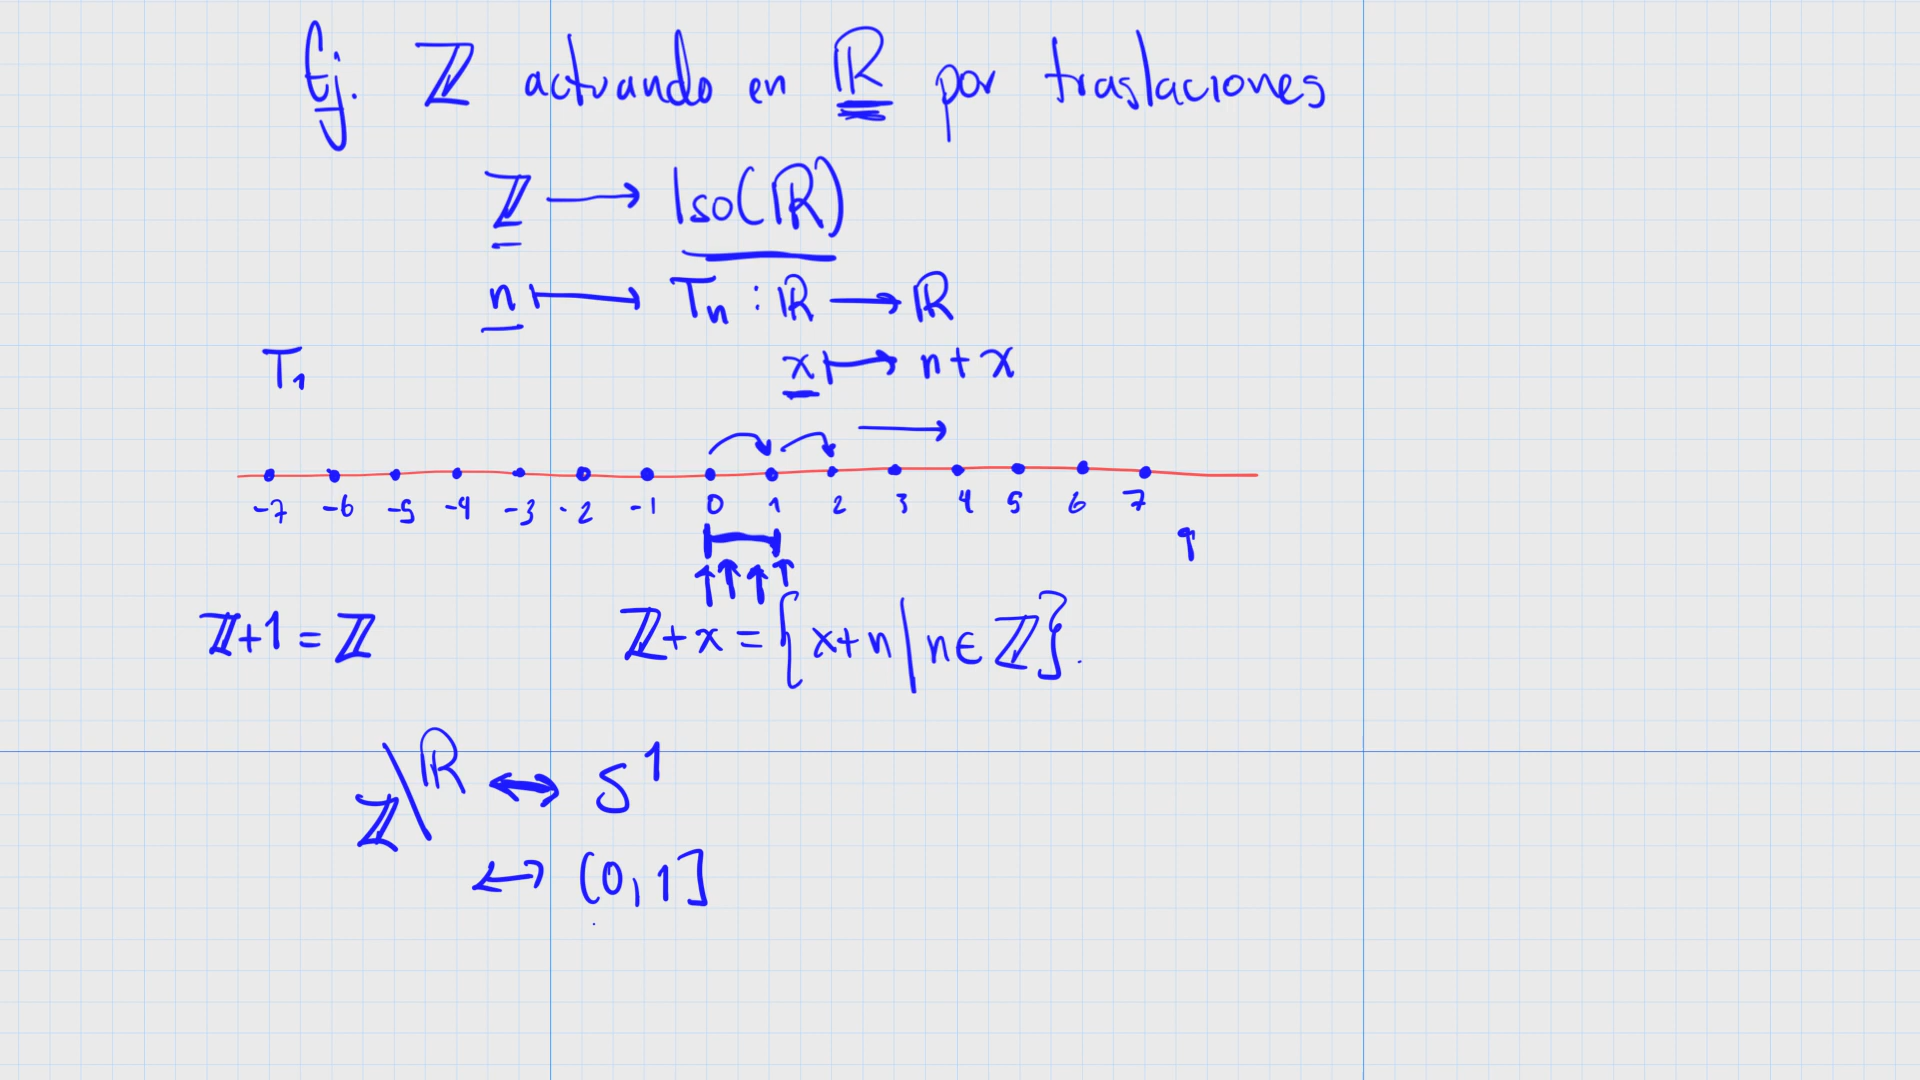 Ej. ℤ actuando en ℝ por traslaciones
ℤ ⟶ Iso(ℝ)
n ⟼ Tₙ : ℝ ⟶ ℝ
T₁ x ⟼ n + x
-7 -6 -5 -4 -3 -2 -1 0 1 2 3 4 5 6 7
ℤ+1 = ℤ ℤ+x = {x+n | n ∈ ℤ}.
ℤ\ℝ ↔ S¹
↔ (0,1]